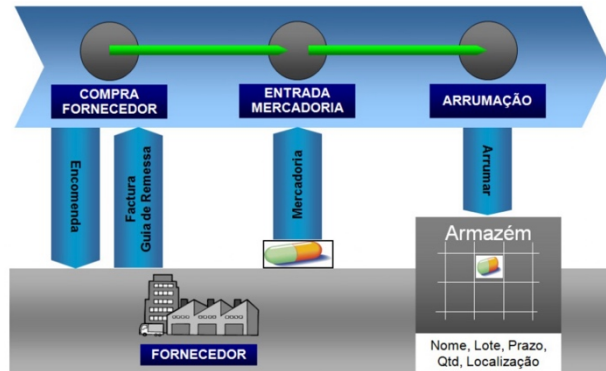 COMPRA
FORNECEDOR
ENTRADA
MERCADORIA
ARRUMAÇÃO
Encomenda
Factura
Guia de Remessa
Mercadoria
Arrumar
Armazém
FORNECEDOR
Nome, Lote, Prazo,
Qtd, Localização